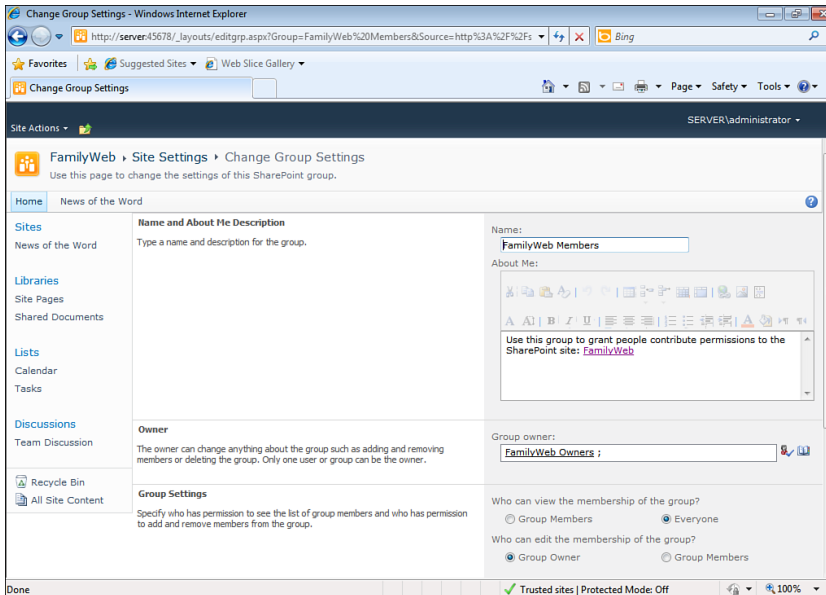 Change Group Settings - Windows Internet Explorer
http://server:45678/_layouts/editgrp.aspx?Group=FamilyWeb%20Members&Source=http%3A%2F%2Fs
Bing
Favorites Suggested Sites Web Slice Gallery
Change Group Settings Page Safety Tools
SERVER\administrator
Site Actions
FamilyWeb Site Settings Change Group Settings
Use this page to change the settings of this SharePoint group.
Home News of the Word
Sites
News of the Word
Libraries
Site Pages
Shared Documents
Lists
Calendar
Tasks
Discussions
Team Discussion
Recycle Bin
All Site Content
Name and About Me Description
Type a name and description for the group.
Name:
FamilyWeb Members
About Me:
A A B I U A
Use this group to grant people contribute permissions to the
SharePoint site: FamilyWeb
Owner
The owner can change anything about the group such as adding and removing
members or deleting the group. Only one user or group can be the owner.
Group owner:
FamilyWeb Owners ;
Group Settings
Specify who has permission to see the list of group members and who has permission
to add and remove members from the group.
Who can view the membership of the group?
Group Members Everyone
Who can edit the membership of the group?
Group Owner Group Members
Done Trusted sites | Protected Mode: Off 100%